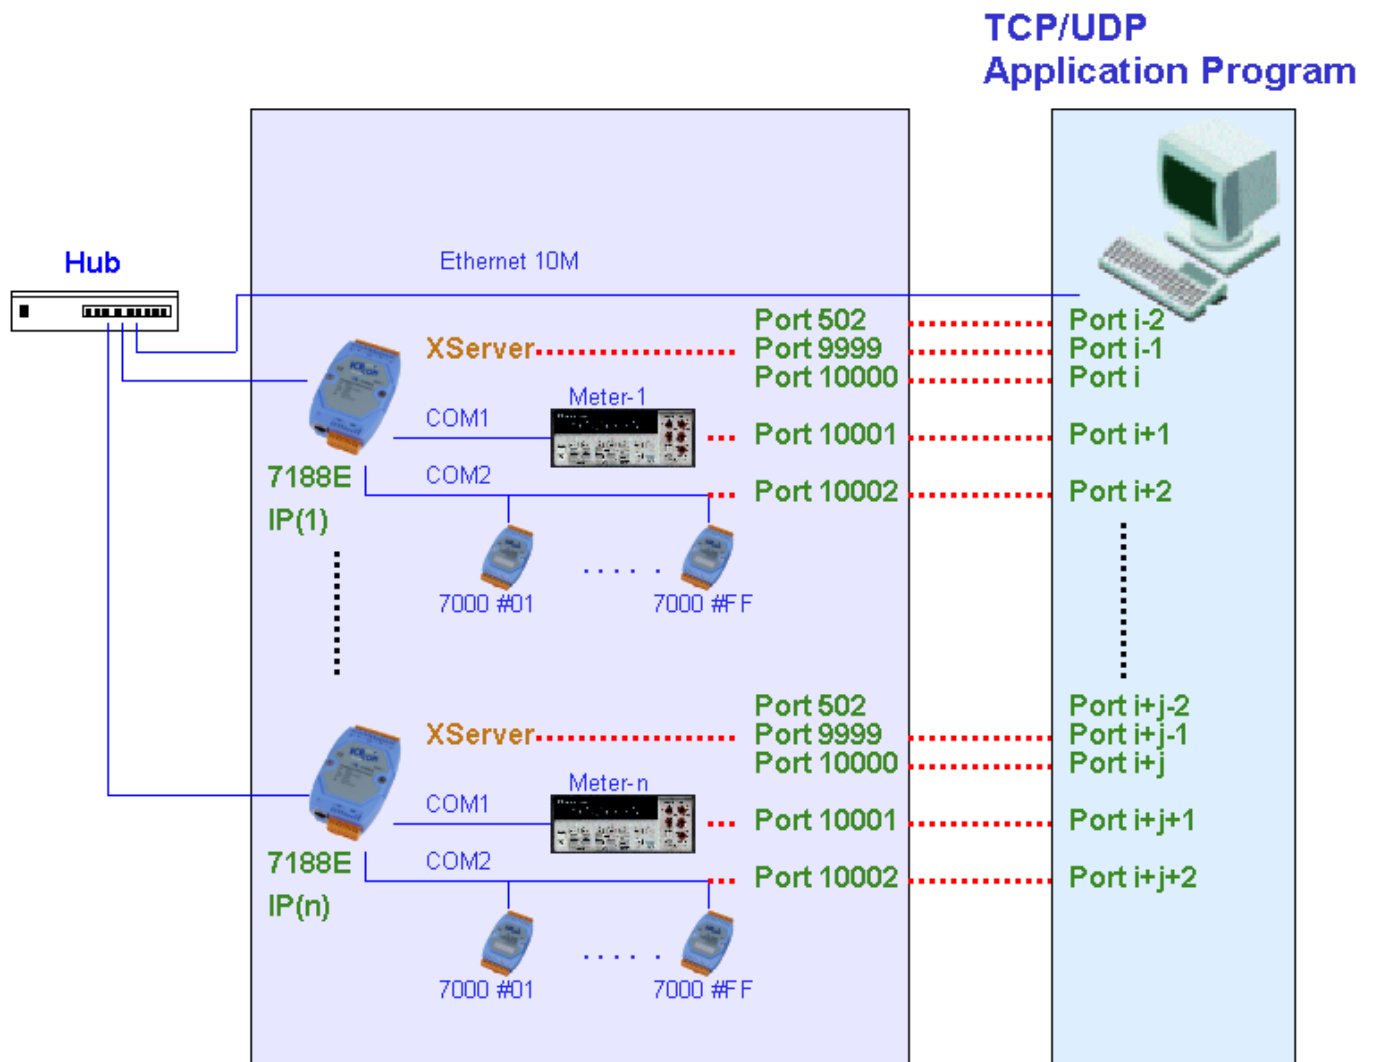 TCP/UDP
Application Program
Hub
Ethernet 10M
Port 502
Port i-2
XServer
Port 9999
Port i-1
Port 10000
Port i
Meter-1
COM1
Port 10001
Port i+1
7188E
COM2
Port 10002
Port i+2
IP(1)
7000 #01
7000 #FF
Port 502
Port i+j-2
XServer
Port 9999
Port i+j-1
Port 10000
Port i+j
Meter-n
COM1
Port 10001
Port i+j+1
7188E
COM2
Port 10002
Port i+j+2
IP(n)
7000 #01
7000 #FF